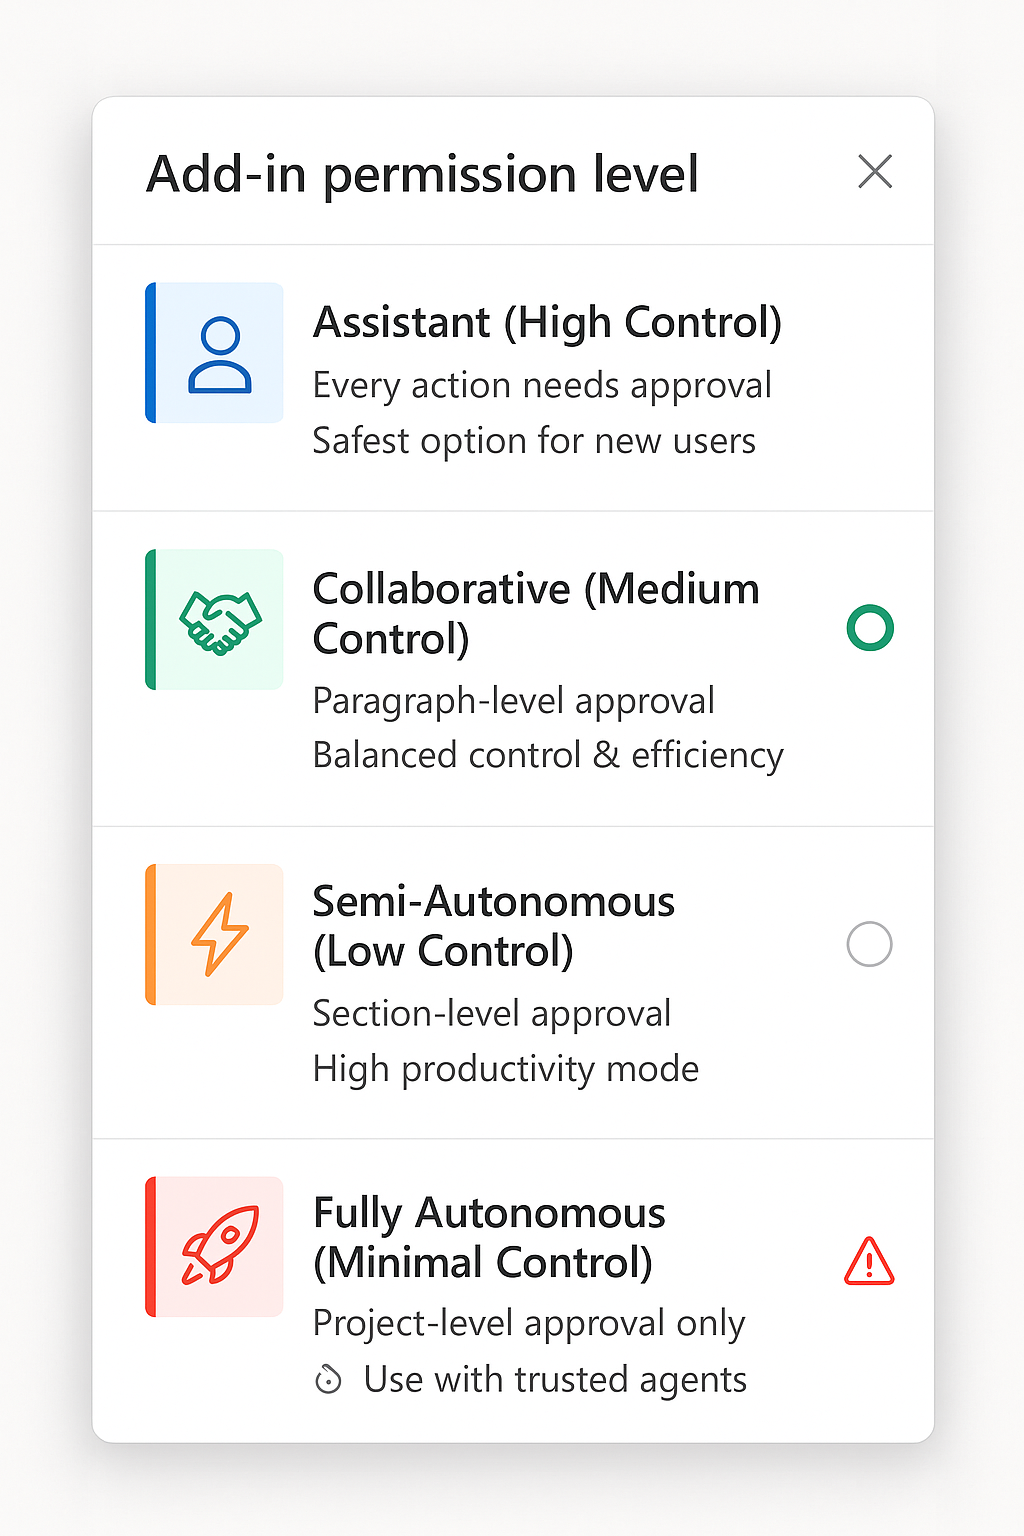 Add-in permission level
Assistant (High Control)
Every action needs approval
Safest option for new users
Collaborative (Medium
Control)
Paragraph-level approval
Balanced control & efficiency
Semi-Autonomous
(Low Control)
Section-level approval
High productivity mode
Fully Autonomous
(Minimal Control)
Project-level approval only
Use with trusted agents